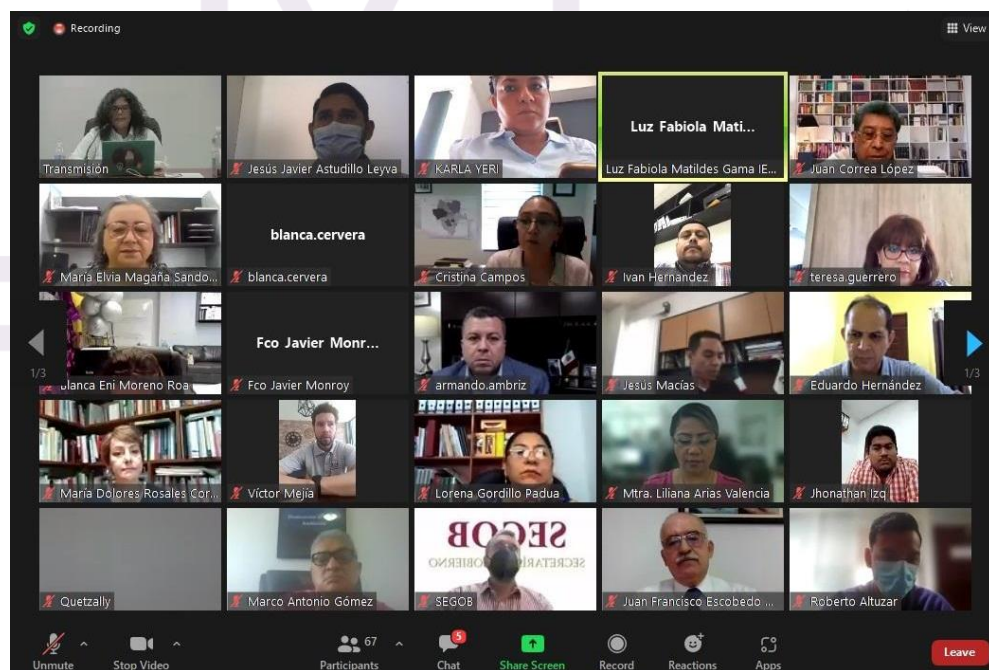 Recording
View
Transmisión
Jesús Javier Astudillo Leyva
KARLA YERI
Luz Fabiola Mati...
Luz Fabiola Matildes Gama IE...
Juan Correa López
María Elvia Magaña Sando...
blanca.cervera
blanca.cervera
Cristina Campos
Ivan Hernández
teresa.guerrero
1/3
Blanca Eni Moreno Roa
Fco Javier Monr...
Fco Javier Monroy
armando.ambriz
Jesús Macías
Eduardo Hernández
1/3
María Dolores Rosales Cor...
Víctor Mejía
Lorena Gordillo Padua
Mtra. Liliana Arias Valencia
Jhonathan Izq
Quetzally
Marco Antonio Gómez
SEGOB
SEGOB
Juan Francisco Escobedo ...
Roberto Altuzar
Unmute
Stop Video
67
Participants
5
Chat
Share Screen
Record
Reactions
Apps
Leave